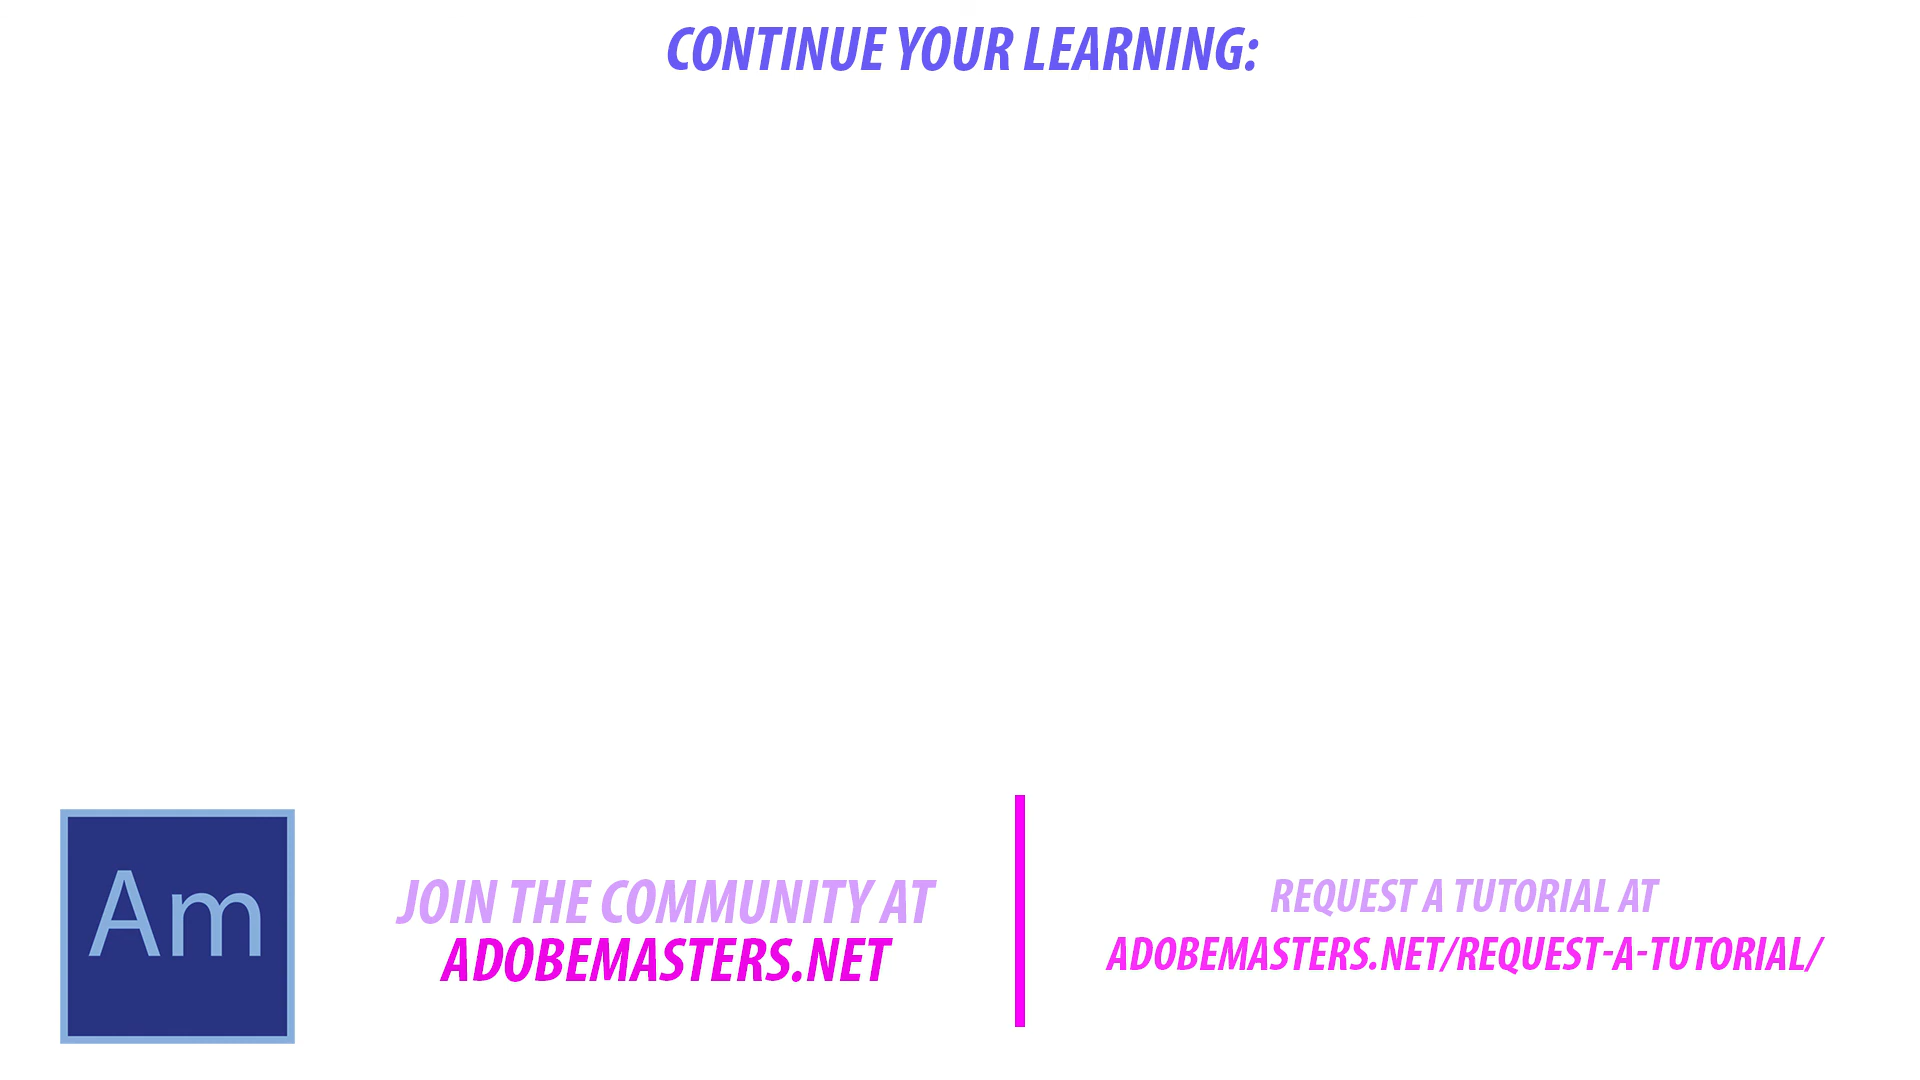 CONTINUE YOUR LEARNING:
Am
JOIN THE COMMUNITY AT
ADOBEMASTERS.NET
REQUEST A TUTORIAL AT
ADOBEMASTERS.NET/REQUEST-A-TUTORIAL/